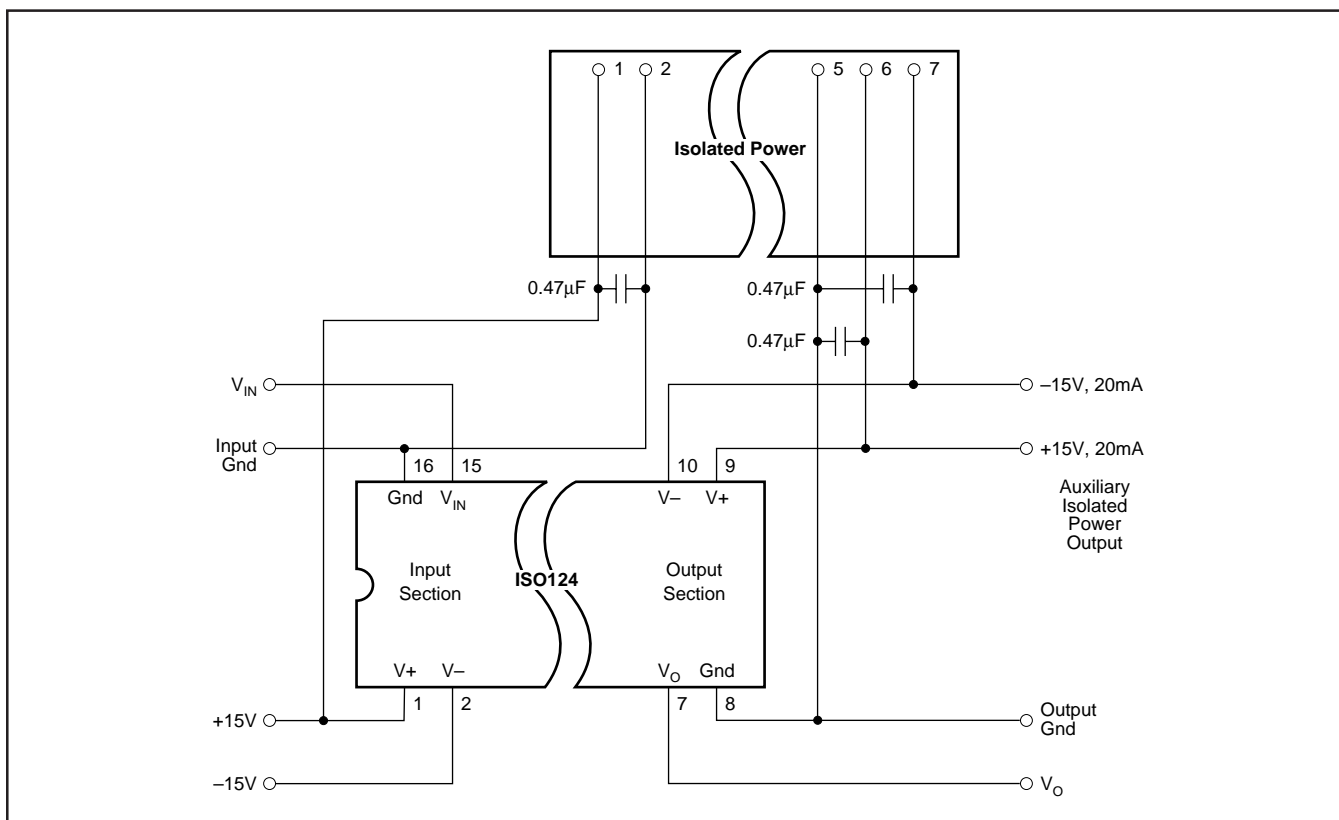 1 2 5 6 7
Isolated Power
0.47μF 0.47μF
0.47μF
V_IN –15V, 20mA
Input
Gnd
+15V, 20mA
16 15 10 9
Gnd V_IN V– V+
Auxiliary
Isolated
Power
Output
Input
Section
ISO124
Output
Section
V+ V– V_O Gnd
1 2 7 8
+15V
Output
Gnd
–15V V_O